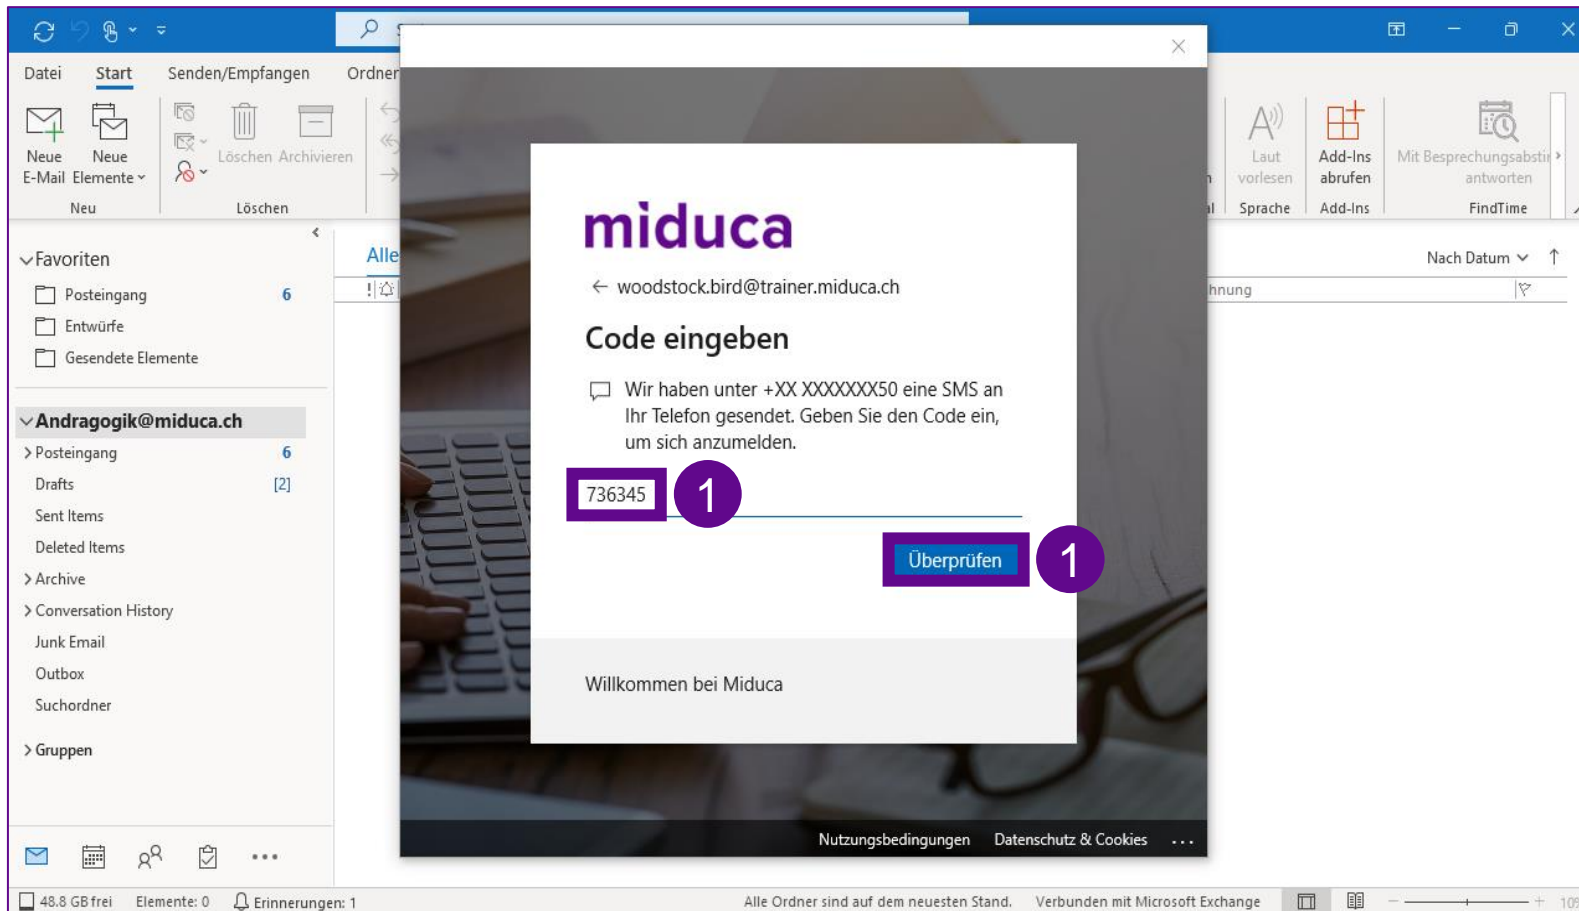 Datei Start Senden/Empfangen Ordner
Neue E-Mail
Neue Elemente
Löschen Archivieren
Laut vorlesen
Add-Ins abrufen
antworten
Neu Löschen Sprache Add-Ins FindTime
Favoriten
Posteingang 6
Entwürfe
Gesendete Elemente
Andragogik@miduca.ch
Posteingang 6
Drafts [2]
Sent Items
Deleted Items
Archive
Conversation History
Junk Email
Outbox
Suchordner
Gruppen
Alle
Nach Datum
miduca
woodstock.bird@trainer.miduca.ch
Code eingeben
Wir haben unter +XX XXXXXXX50 eine SMS an
Ihr Telefon gesendet. Geben Sie den Code ein,
um sich anzumelden.
736345 1
Überprüfen 1
Willkommen bei Miduca
Nutzungsbedingungen Datenschutz & Cookies ...
48.8 GB frei Elemente: 0 Erinnerungen: 1 Alle Ordner sind auf dem neuesten Stand. Verbunden mit Microsoft Exchange